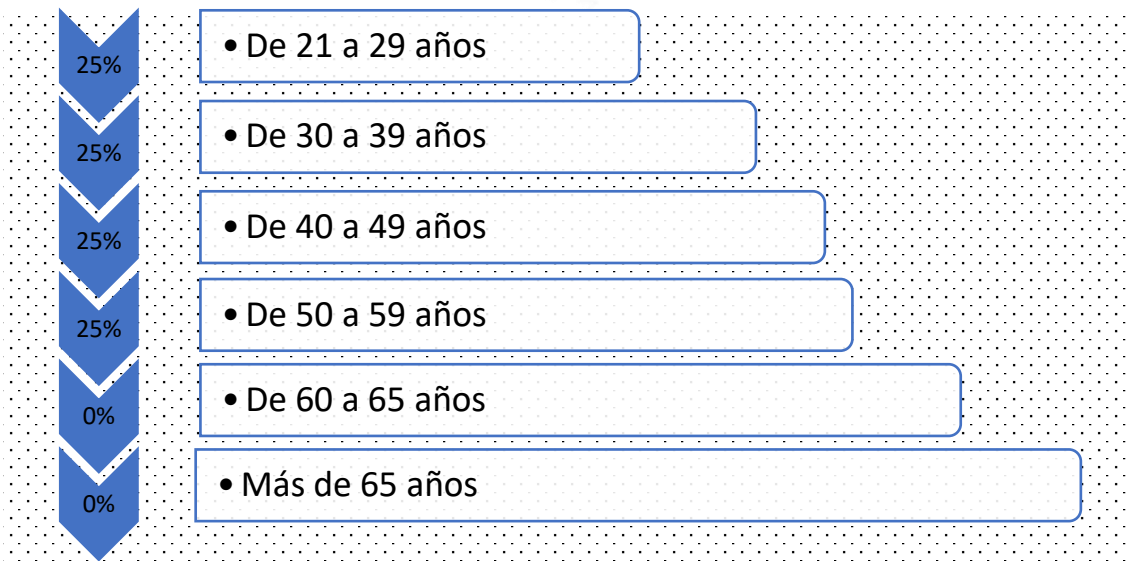 25%
• De 21 a 29 años
25%
• De 30 a 39 años
25%
• De 40 a 49 años
25%
• De 50 a 59 años
0%
• De 60 a 65 años
0%
• Más de 65 años